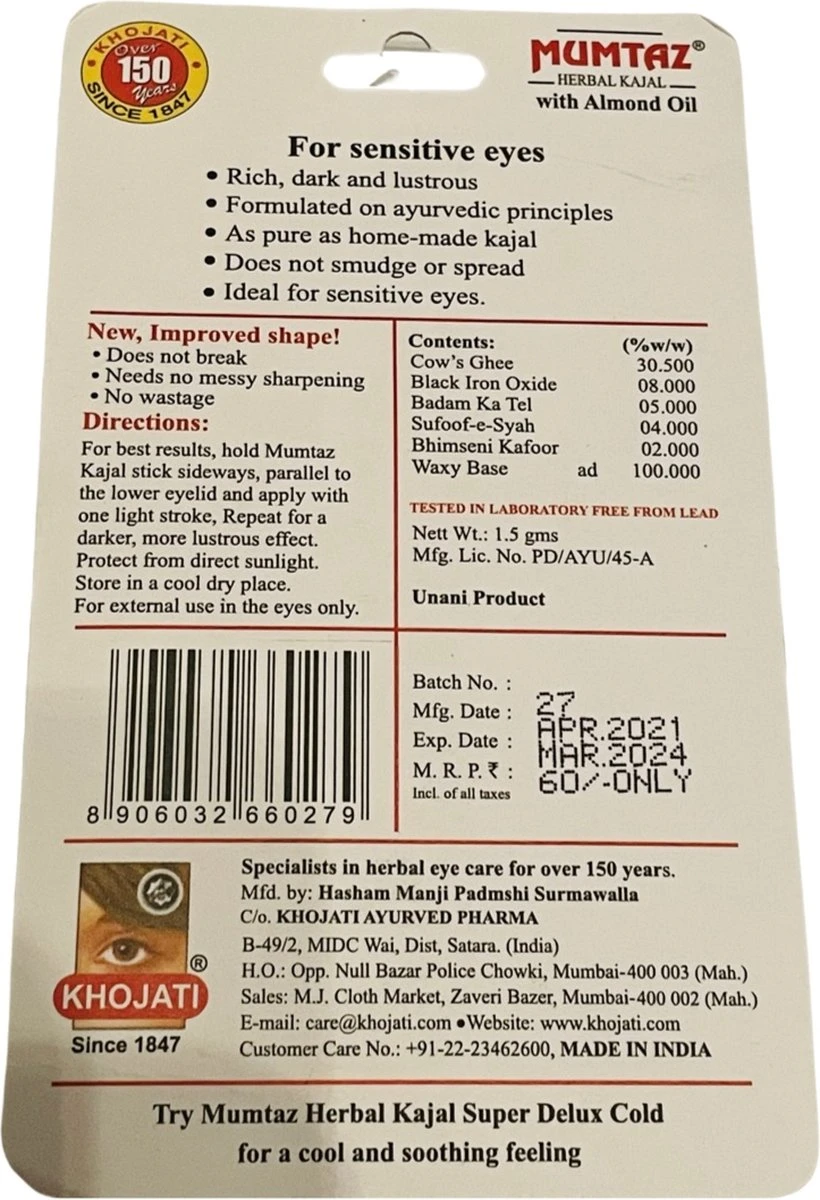 KHOJATI
Over
150
Years
SINCE 1847
MUMTAZ®
HERBAL KAJAL
with Almond Oil
For sensitive eyes
• Rich, dark and lustrous
• Formulated on ayurvedic principles
• As pure as home-made kajal
• Does not smudge or spread
• Ideal for sensitive eyes.
New, Improved shape!
• Does not break
• Needs no messy sharpening
• No wastage
Directions:
For best results, hold Mumtaz
Kajal stick sideways, parallel to
the lower eyelid and apply with
one light stroke, Repeat for a
darker, more lustrous effect.
Protect from direct sunlight.
Store in a cool dry place.
For external use in the eyes only.
Contents: (%w/w)
Cow's Ghee 30.500
Black Iron Oxide 08.000
Badam Ka Tel 05.000
Sufoof-e-Syah 04.000
Bhimseni Kafoor 02.000
Waxy Base ad 100.000
TESTED IN LABORATORY FREE FROM LEAD
Nett Wt.: 1.5 gms
Mfg. Lic. No. PD/AYU/45-A
Unani Product
8 906032 660279
Batch No. : 27
Mfg. Date : APR.2021
Exp. Date : MAR.2024
M. R. P. ₹ : 60/-ONLY
Incl. of all taxes
KHOJATI®
Since 1847
Specialists in herbal eye care for over 150 years.
Mfd. by: Hasham Manji Padmshi Surmawalla
C/o. KHOJATI AYURVED PHARMA
B-49/2, MIDC Wai, Dist, Satara. (India)
H.O.: Opp. Null Bazar Police Chowki, Mumbai-400 003 (Mah.)
Sales: M.J. Cloth Market, Zaveri Bazer, Mumbai-400 002 (Mah.)
E-mail: care@khojati.com •Website: www.khojati.com
Customer Care No.: +91-22-23462600, MADE IN INDIA
Try Mumtaz Herbal Kajal Super Delux Cold
for a cool and soothing feeling